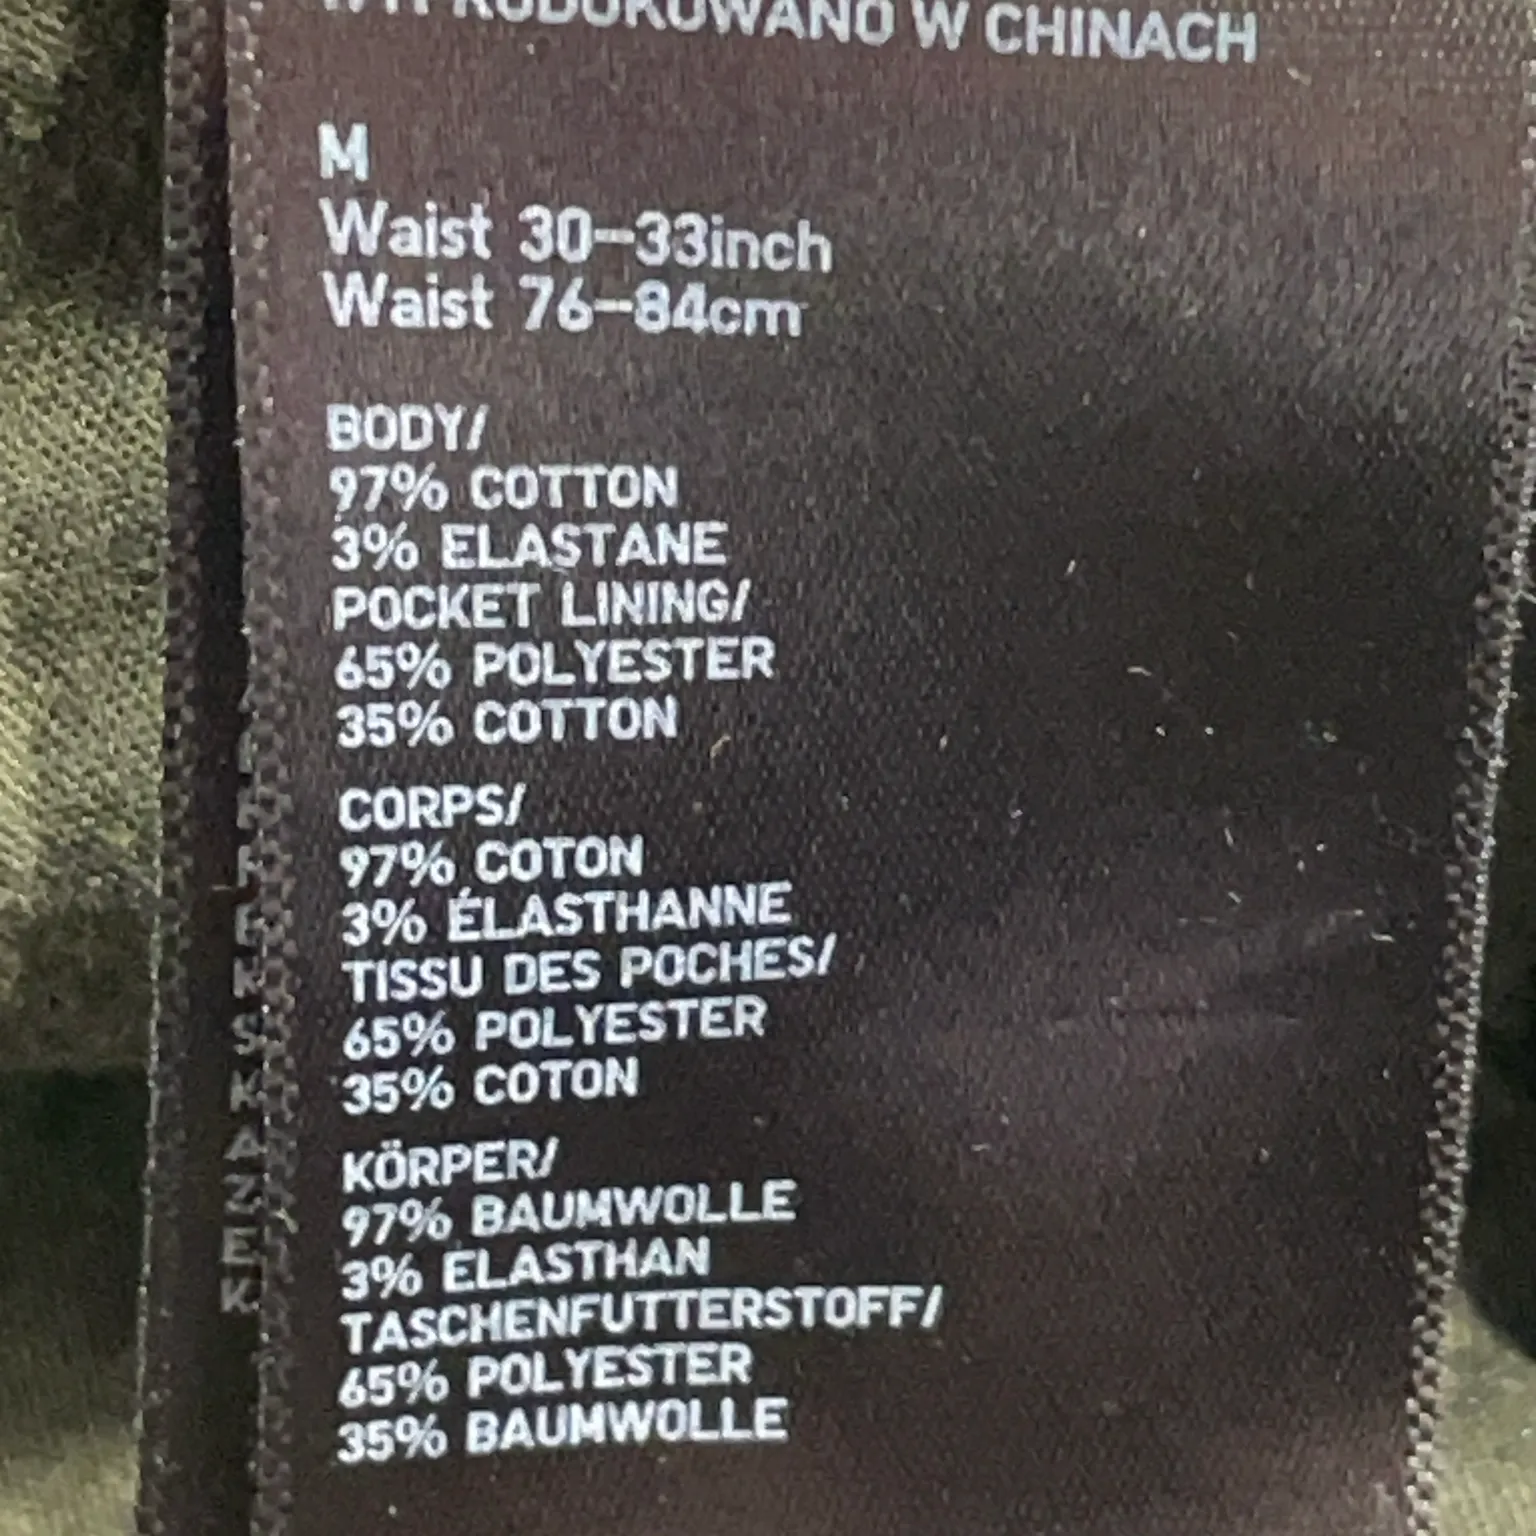 WYPRODUKOWANO W CHINACH
M
Waist 30-33inch
Waist 76-84cm
BODY/
97% COTTON
3% ELASTANE
POCKET LINING/
65% POLYESTER
35% COTTON
CORPS/
97% COTON
3% ÉLASTHANNE
TISSU DES POCHES/
65% POLYESTER
35% COTON
KÖRPER/
97% BAUMWOLLE
3% ELASTHAN
TASCHENFUTTERSTOFF/
65% POLYESTER
35% BAUMWOLLE